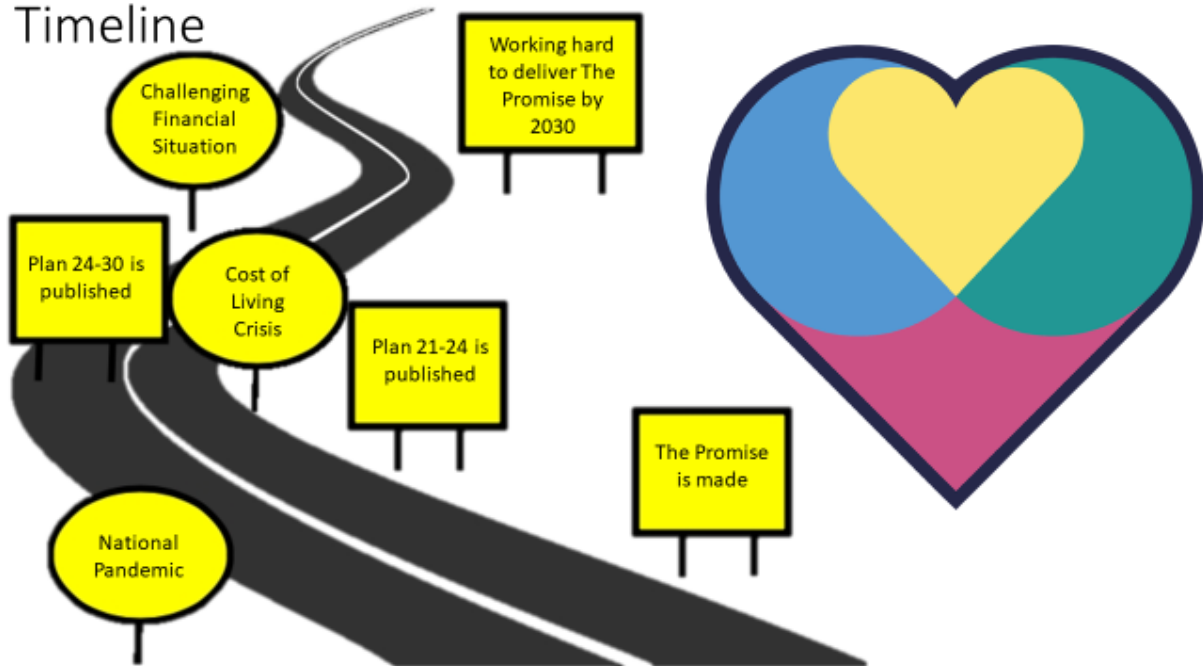 Timeline
Working hard
to deliver The
Promise by
2030
Challenging
Financial
Situation
Plan 24-30 is
published
Cost of
Living
Crisis
Plan 21-24 is
published
The Promise
is made
National
Pandemic